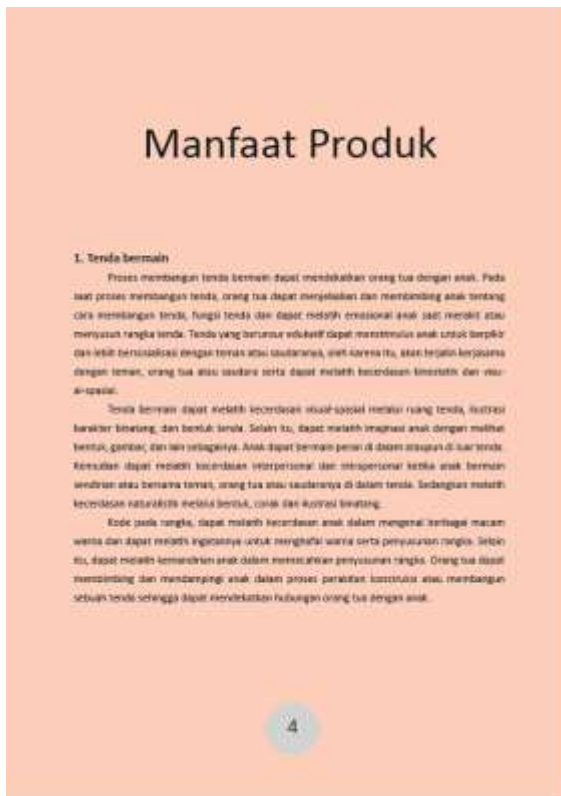 Manfaat Produk
1. Tenda bermain
Proses membangun tenda bermain dapat mendekatkan orang tua dengan anak. Pada
saat proses membangun tenda, orang tua dapat menjelaskan dan membimbing anak tentang
cara membangun tenda, fungsi tenda dan dapat melatih emosional anak saat merakit atau
menyusun rangka tenda. Tenda yang berunsur edukatif dapat menstimulus anak untuk berpikir
dan lebih bersosialisasi dengan teman atau saudaranya, oleh karena itu, akan terjalin kerjasama
dengan teman, orang tua atau saudara serta dapat melatih kecerdasan kinestetik dan visu-
al-spasial.
Tenda bermain dapat melatih kecerdasan visual-spasial melalui ruang tenda, ilustrasi
karakter binatang, dan bentuk tenda. Selain itu, dapat melatih imajinasi anak dengan melihat
bentuk, gambar, dan lain sebagainya. Anak dapat bermain peran di dalam ataupun di luar tenda.
Kemudian dapat melatih kecerdasan interpersonal dan intrapersonal ketika anak bermain
sendirian atau bersama teman, orang tua atau saudaranya di dalam tenda. Sedangkan melatih
kecerdasan naturalistik melalui bentuk, corak dan ilustrasi binatang.
Kode pada rangka, dapat melatih kecerdasan anak dalam mengenal berbagai macam
warna dan dapat melatih ingatannya untuk menghafal warna serta penyusunan rangka. Selain
itu, dapat melatih kemandirian anak dalam memecahkan penyusunan rangka. Orang tua dapat
membimbing dan mendampingi anak dalam proses perakitan konstruksi atau membangun
sebuah tenda sehingga dapat mendekatkan hubungan orang tua dengan anak.
4